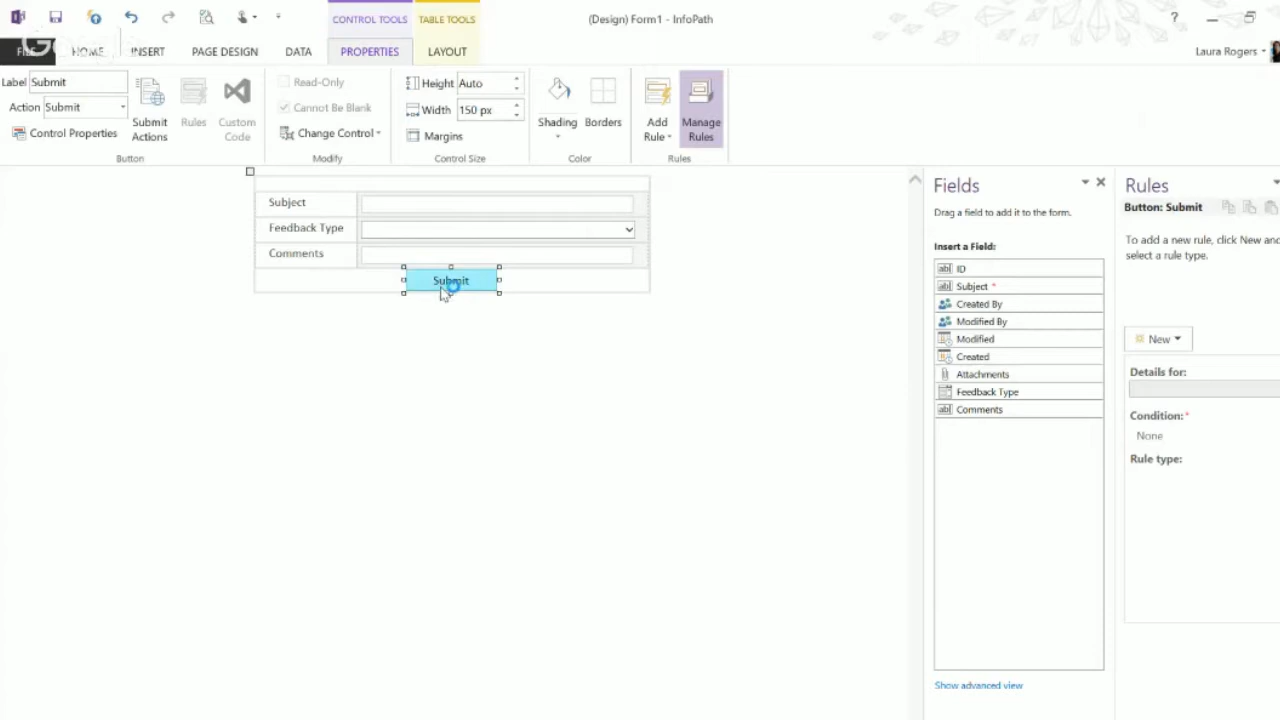 CONTROL TOOLS
TABLE TOOLS
(Design) Form1 - InfoPath
?
FILE
HOME
INSERT
PAGE DESIGN
DATA
PROPERTIES
LAYOUT
Laura Rogers
Label Submit
Action Submit
Control Properties
Submit Actions
Rules
Custom Code
Button
Read-Only
Cannot Be Blank
Change Control
Modify
Height Auto
Width 150 px
Margins
Control Size
Shading
Borders
Color
Add Rule
Manage Rules
Rules
Subject
Feedback Type
Comments
Submit
Fields
Drag a field to add it to the form.
Insert a Field:
ID
Subject *
Created By
Modified By
Modified
Created
Attachments
Feedback Type
Comments
Show advanced view
Rules
Button: Submit
To add a new rule, click New and
select a rule type.
New
Details for:
Condition:*
None
Rule type: